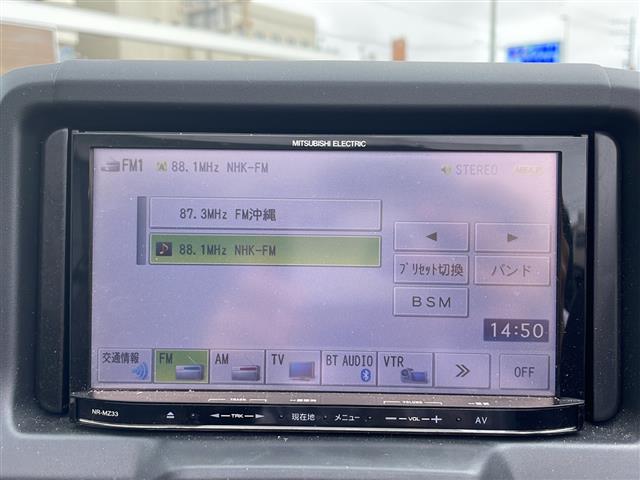 MITSUBISHI ELECTRIC
FM1 88.1MHz NHK-FM STEREO
87.3MHz FM沖縄
88.1MHz NHK-FM
◄ ►
プリセット切換 バンド
BSM
14:50
交通情報 FM AM TV BT AUDIO VTR ≫ OFF
NR-MZ33 TRK 現在地 メニュー − VOL + AV